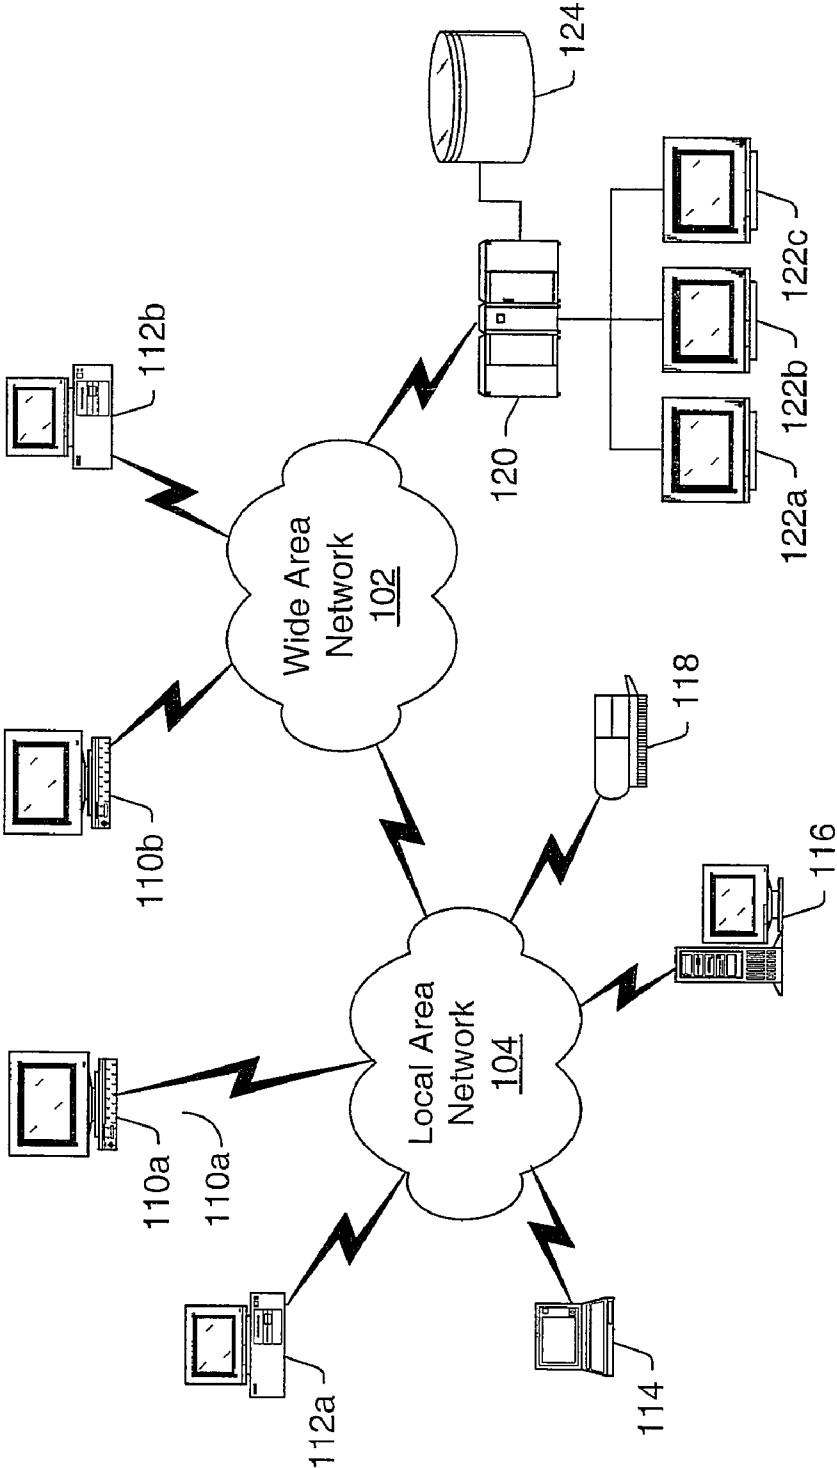 110a
110b
112b
110a
112a
Wide Area
Network
102
Local Area
Network
104
120
124
114
118
122a
122b
122c
116